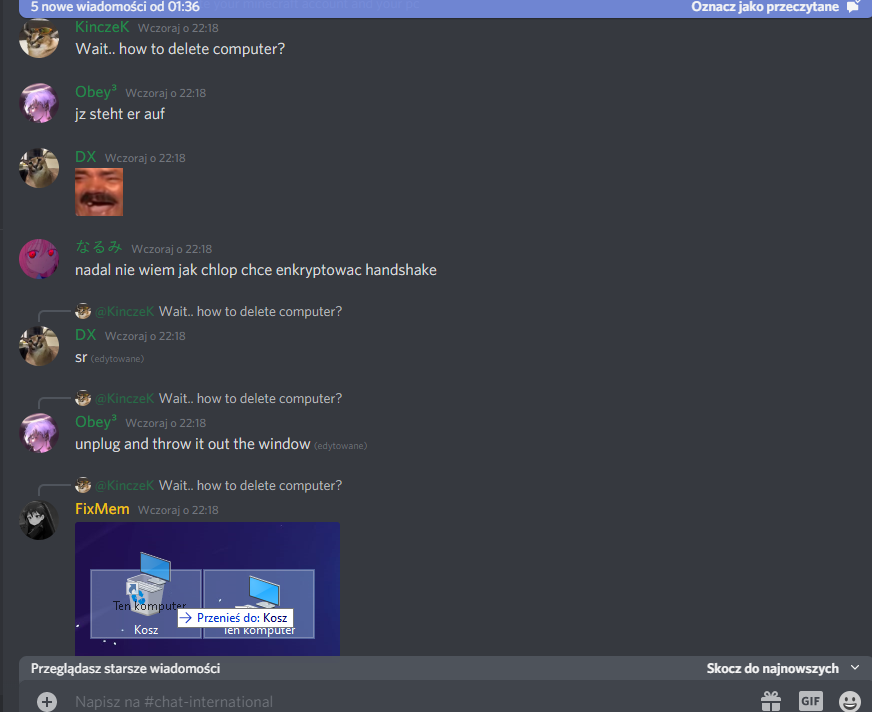 5 nowe wiadomości od 01:36
Oznacz jako przeczytane
KinczeK Wczoraj o 22:18
Wait.. how to delete computer?
Obey³ Wczoraj o 22:18
jz steht er auf
DX Wczoraj o 22:18
なるみ Wczoraj o 22:18
nadal nie wiem jak chlop chce enkryptowac handshake
@KinczeK Wait.. how to delete computer?
DX Wczoraj o 22:18
sr (edytowane)
@KinczeK Wait.. how to delete computer?
Obey³ Wczoraj o 22:18
unplug and throw it out the window (edytowane)
@KinczeK Wait.. how to delete computer?
FixMem Wczoraj o 22:18
Ten komputer
Przenieś do: Kosz
Kosz
Ten komputer
Przeglądasz starsze wiadomości
Skocz do najnowszych
Napisz na #chat-international
GIF